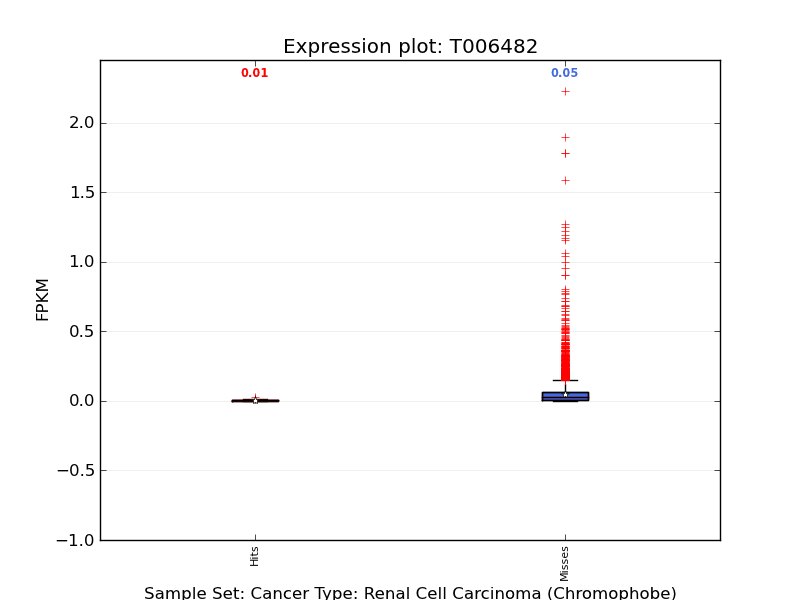 Expression plot: T006482
0.01
0.05
2.0
1.5
1.0
0.5
0.0
−0.5
−1.0
FPKM
Hits
Misses
Sample Set: Cancer Type: Renal Cell Carcinoma (Chromophobe)